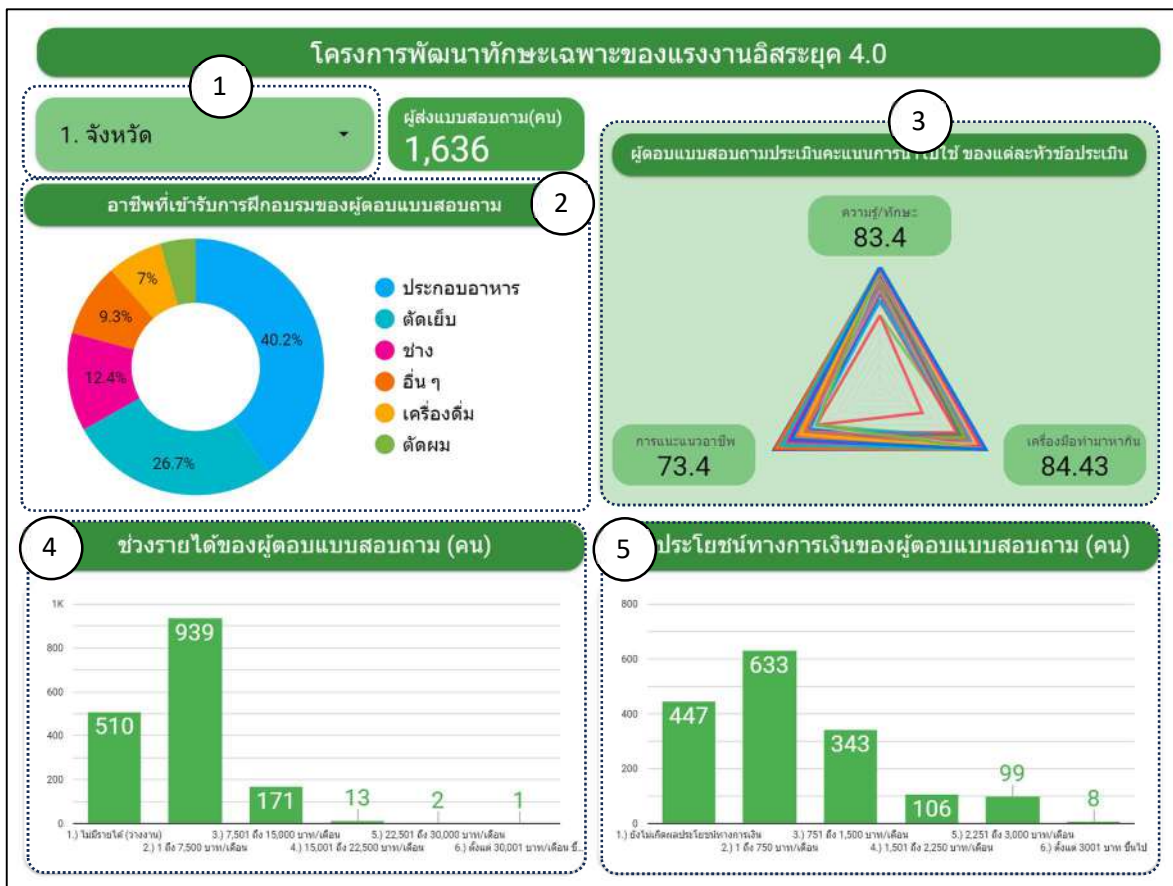 โครงการพัฒนาทักษะเฉพาะของแรงงานอิสระยุค 4.0
1
1. จังหวัด
ผู้ส่งแบบสอบถาม(คน)
1,636
3
ผู้ตอบแบบสอบถามประเมินคะแนนการนำไปใช้ ของแต่ละหัวข้อประเมิน
อาชีพที่เข้ารับการฝึกอบรมของผู้ตอบแบบสอบถาม
2
7%
9.3%
12.4%
26.7%
40.2%
ประกอบอาหาร
ตัดเย็บ
ช่าง
อื่น ๆ
เครื่องดื่ม
ตัดผม
ความรู้/ทักษะ
83.4
การแนะแนวอาชีพ
73.4
เครื่องมือทำมาหากิน
84.43
4
ช่วงรายได้ของผู้ตอบแบบสอบถาม (คน)
1K
800
600
400
200
0
510
939
171
13
2
1
1.) ไม่มีรายได้ (ว่างงาน)
2.) 1 ถึง 7,500 บาท/เดือน
3.) 7,501 ถึง 15,000 บาท/เดือน
4.) 15,001 ถึง 22,500 บาท/เดือน
5.) 22,501 ถึง 30,000 บาท/เดือน
6.) ตั้งแต่ 30,001 บาท/เดือน ขึ้..
5
ประโยชน์ทางการเงินของผู้ตอบแบบสอบถาม (คน)
800
600
400
200
0
447
633
343
106
99
8
1.) ยังไม่เกิดผลประโยชน์ทางการเงิน
2.) 1 ถึง 750 บาท/เดือน
3.) 751 ถึง 1,500 บาท/เดือน
4.) 1,501 ถึง 2,250 บาท/เดือน
5.) 2,251 ถึง 3,000 บาท/เดือน
6.) ตั้งแต่ 3001 บาท ขึ้นไป